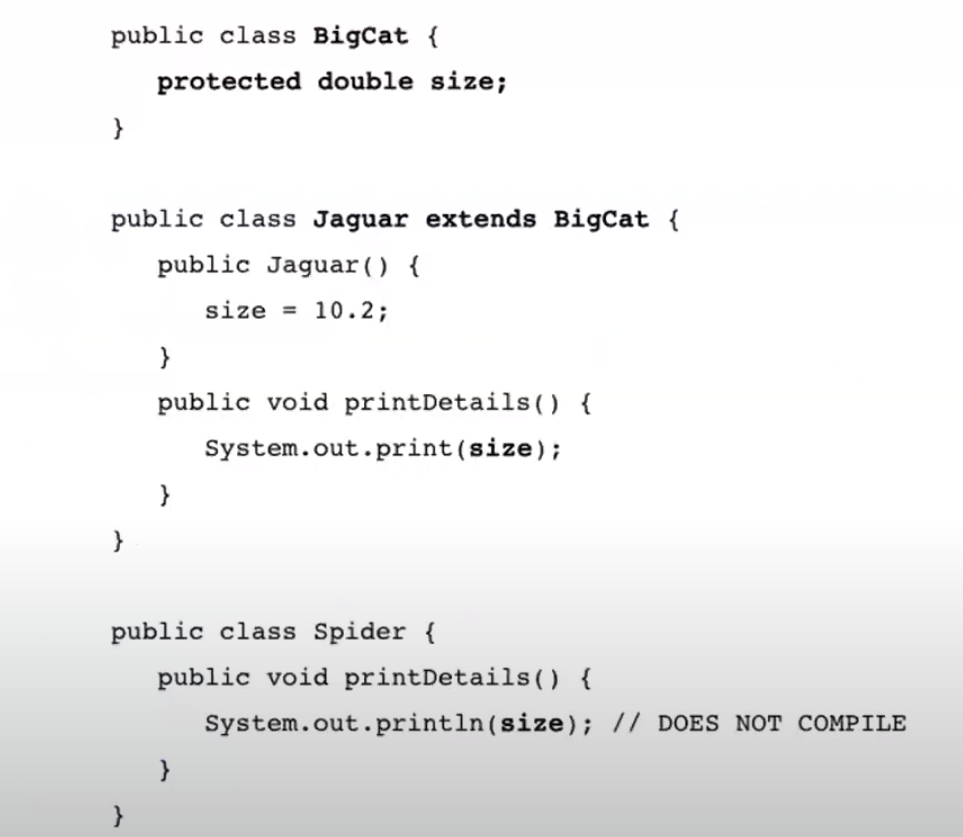 public class BigCat {
protected double size;
}
public class Jaguar extends BigCat {
public Jaguar() {
size = 10.2;
}
public void printDetails() {
System.out.print(size);
}
}
public class Spider {
public void printDetails() {
System.out.println(size); // DOES NOT COMPILE
}
}